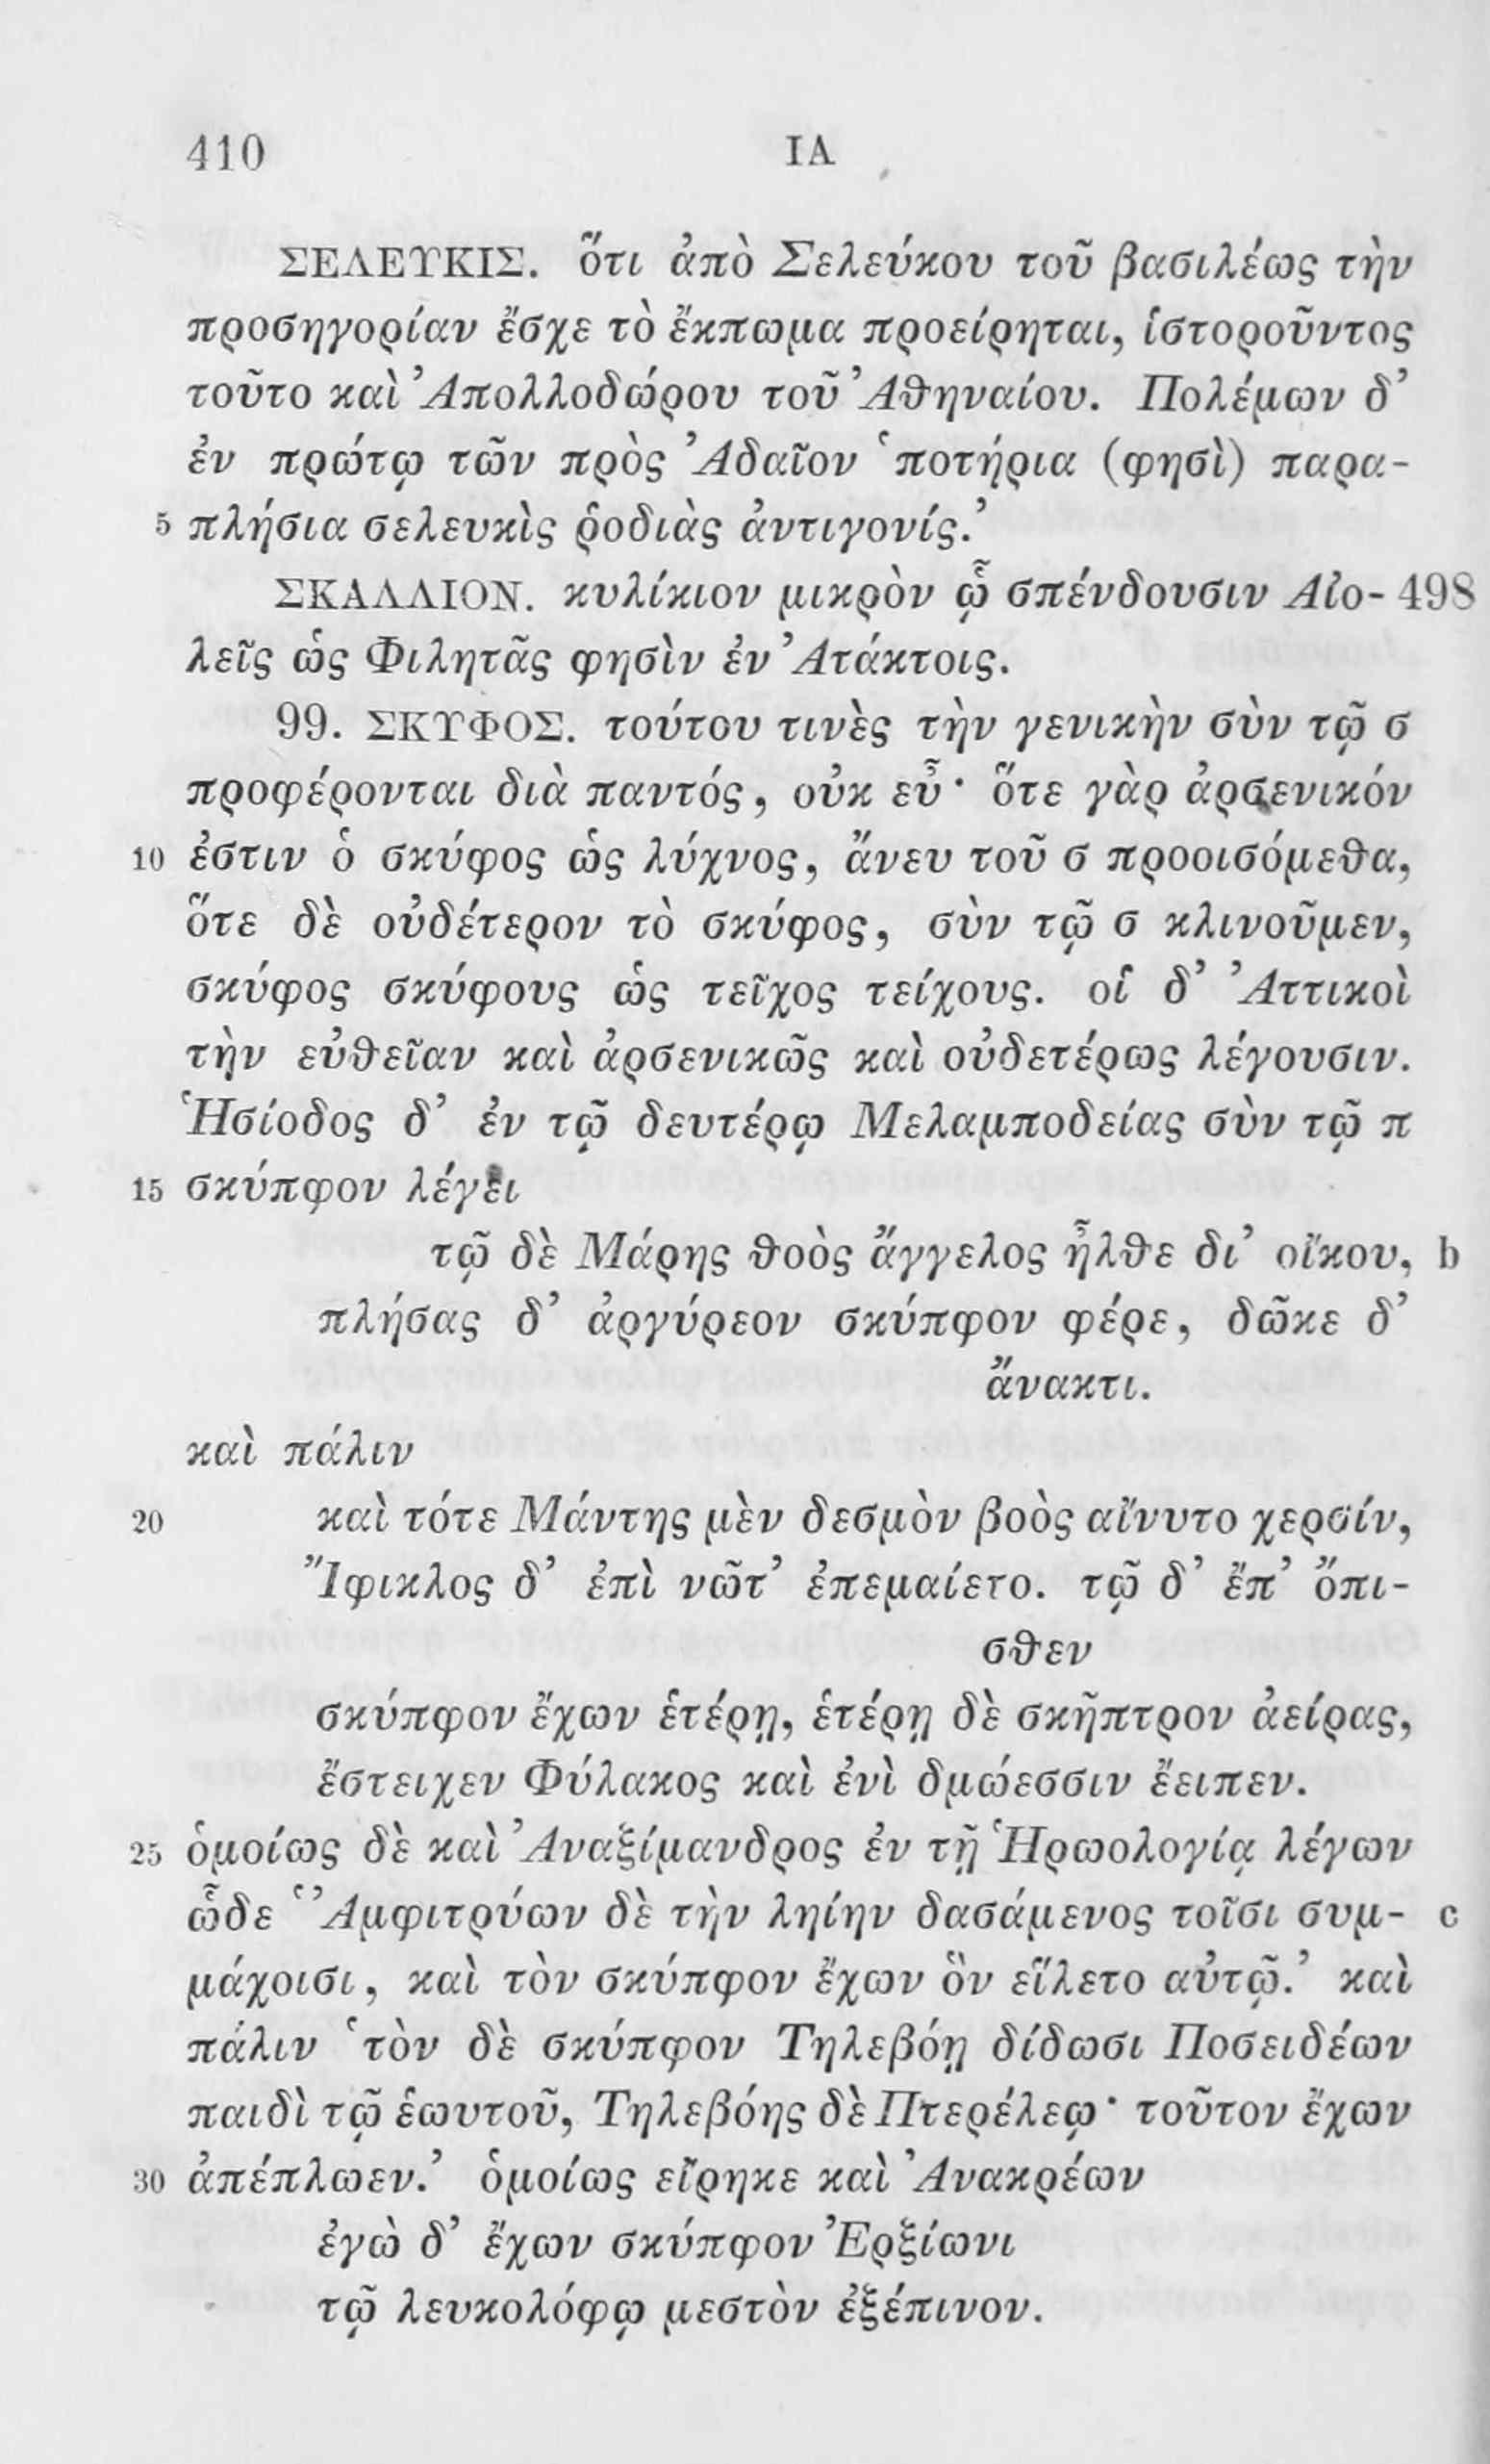 410 ΙΑ
ΣΕΛΕΥΚΙΣ. ὅτι ἀπὸ Σελεύκου τοῦ βασιλέως τὴν
προσηγορίαν ἔσχε τὸ ἔκπωμα προείρηται, ἱστοροῦντος
τοῦτο καὶ Ἀπολλοδώρου τοῦ Ἀθηναίου. Πολέμων δ᾽
ἐν πρώτῳ τῶν πρὸς Ἀδαῖον ‘ποτήρια (φησὶ) παρα-
5 πλήσια σελευκὶς ῥοδιὰς ἀντιγονίς.’
ΣΚΑΛΛΙΟΝ. κυλίκιον μικρὸν ᾧ σπένδουσιν Αἰο- 498
λεῖς ὡς Φιλητᾶς φησὶν ἐν Ἀτάκτοις.
99. ΣΚΥΦΟΣ. τούτου τινὲς τὴν γενικὴν σὺν τῷ σ
προφέρονται διὰ παντός, οὐκ εὖ· ὅτε γὰρ ἀρσενικόν
10 ἐστιν ὁ σκύφος ὡς λύχνος, ἄνευ τοῦ σ προοισόμεθα,
ὅτε δὲ οὐδέτερον τὸ σκύφος, σὺν τῷ σ κλινοῦμεν,
σκύφος σκύφους ὡς τεῖχος τείχους. οἱ δ᾽ Ἀττικοὶ
τὴν εὐθεῖαν καὶ ἀρσενικῶς καὶ οὐδετέρως λέγουσιν.
Ἡσίοδος δ᾽ ἐν τῷ δευτέρῳ Μελαμποδείας σὺν τῷ π
15 σκύπφον λέγει
τῷ δὲ Μάρης θοὸς ἄγγελος ἦλθε δι᾽ οἴκου, b
πλήσας δ᾽ ἀργύρεον σκύπφον φέρε, δῶκε δ᾽
ἄνακτι.
καὶ πάλιν
20 καὶ τότε Μάντης μὲν δεσμὸν βοὸς αἴνυτο χερσίν,
Ἴφικλος δ᾽ ἐπὶ νῶτ᾽ ἐπεμαίετο. τῷ δ᾽ ἔπ᾽ ὄπι-
σθεν
σκύπφον ἔχων ἑτέρῃ, ἑτέρῃ δὲ σκῆπτρον ἀείρας,
ἔστειχεν Φύλακος καὶ ἐνὶ δμώεσσιν ἔειπεν.
25 ὁμοίως δὲ καὶ Ἀναξίμανδρος ἐν τῇ Ἡρωολογίᾳ λέγων
ὧδε ‘Ἀμφιτρύων δὲ τὴν ληίην δασάμενος τοῖσι συμ- c
μάχοισι, καὶ τὸν σκύπφον ἔχων ὃν εἵλετο αὑτῷ.’ καὶ
πάλιν ‘τὸν δὲ σκύπφον Τηλεβόῃ δίδωσι Ποσειδέων
παιδὶ τῷ ἑωυτοῦ, Τηλεβόης δὲ Πτερέλεῳ· τοῦτον ἔχων
30 ἀπέπλωεν.’ ὁμοίως εἴρηκε καὶ Ἀνακρέων
ἐγὼ δ᾽ ἔχων σκύπφον Ἐρξίωνι
τῷ λευκολόφῳ μεστὸν ἐξέπινον.